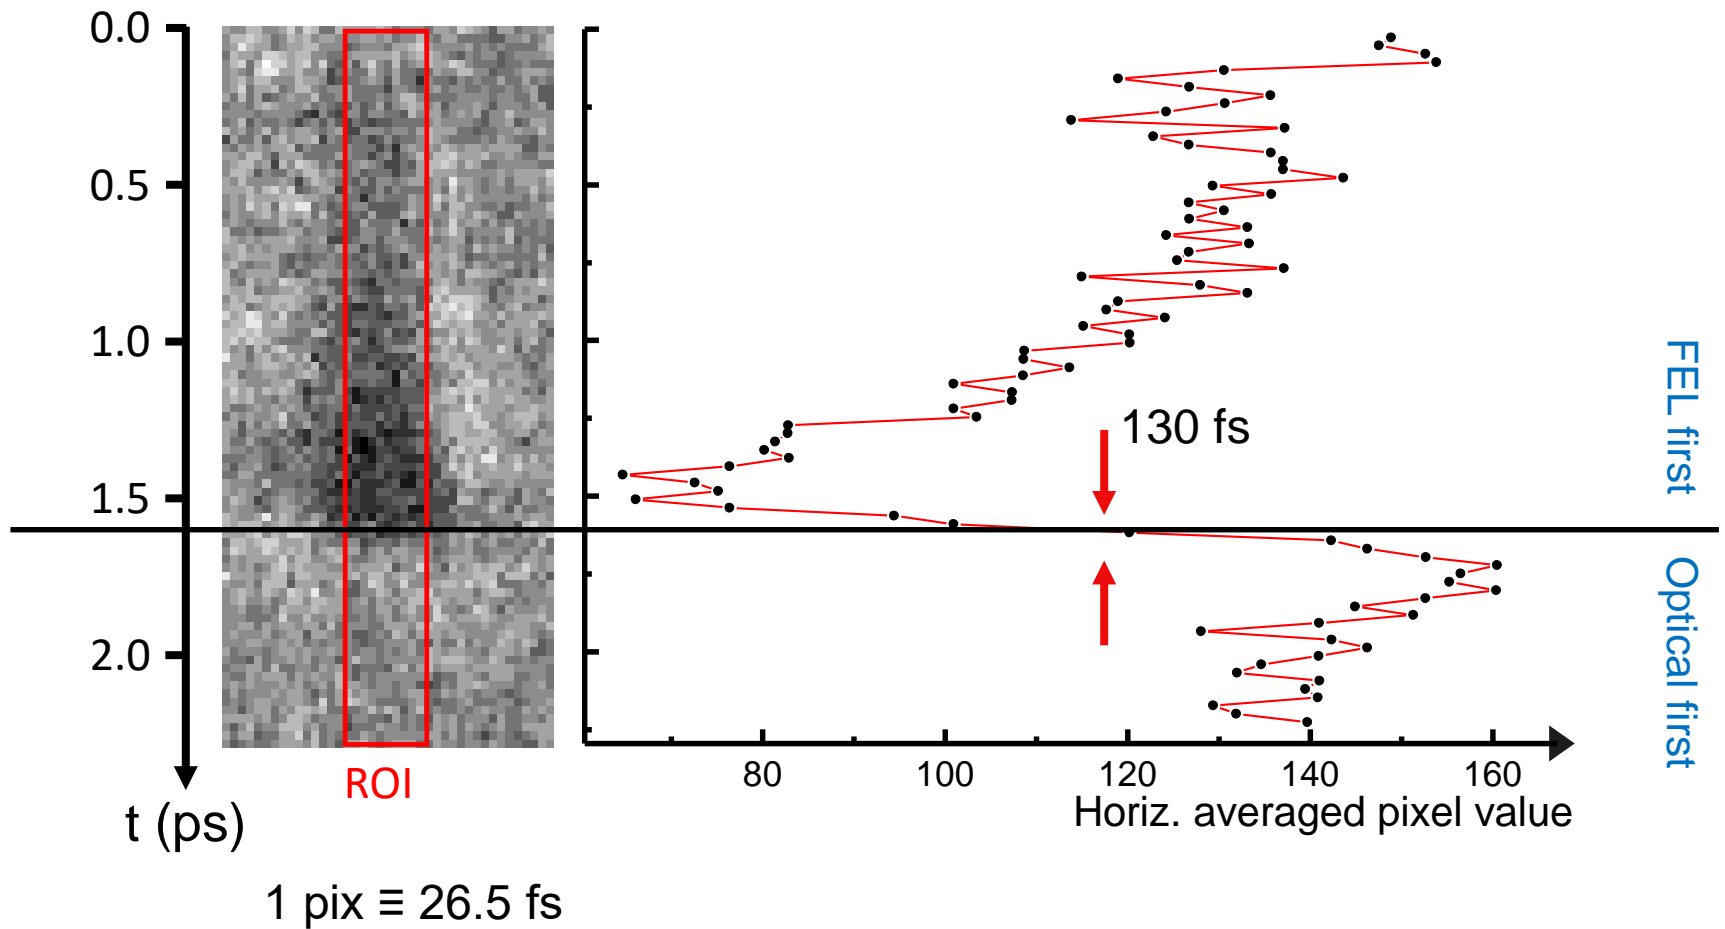 0.0
0.5
1.0
1.5
2.0
t (ps)
ROI
1 pix ≡ 26.5 fs
130 fs
80 100 120 140 160
Horiz. averaged pixel value
FEL first
Optical first